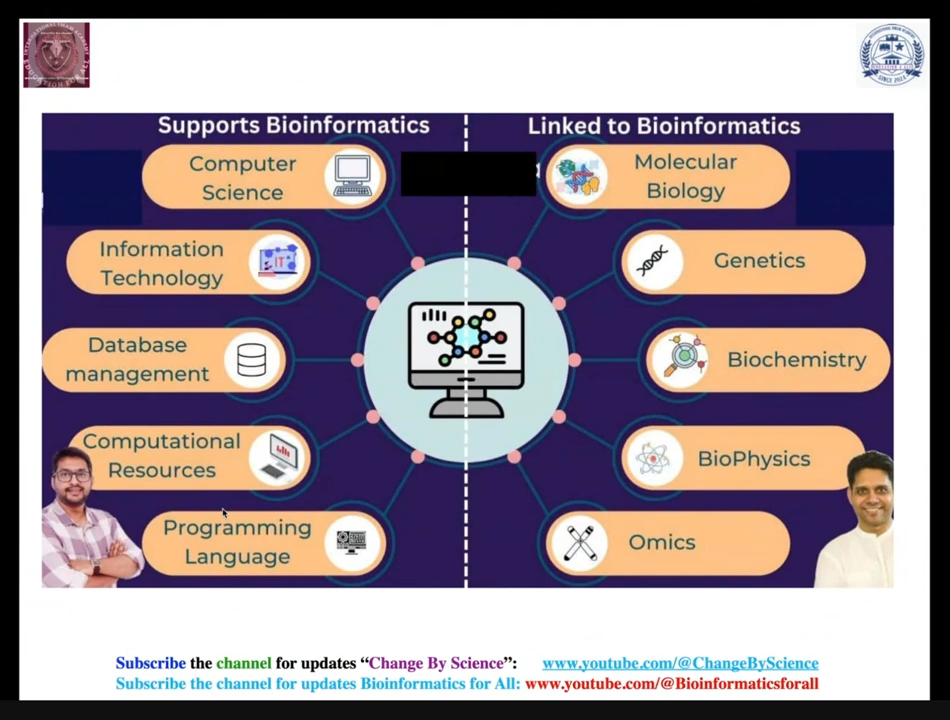 Supports Bioinformatics
Linked to Bioinformatics
Computer
Science
Information
Technology
IT
Database
management
Computational
Resources
Programming
Language
Molecular
Biology
Genetics
Biochemistry
BioPhysics
Omics
Subscribe the channel for updates “Change By Science”: www.youtube.com/@ChangeByScience
Subscribe the channel for updates Bioinformatics for All: www.youtube.com/@Bioinformaticsforall